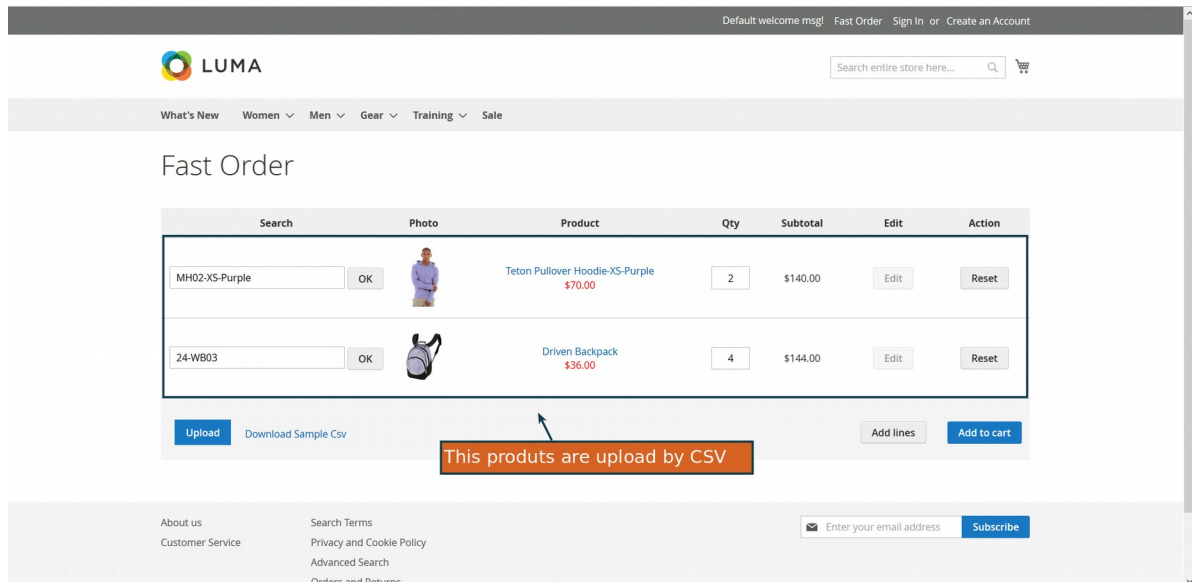 Default welcome msg! Fast Order Sign In or Create an Account
LUMA
Search entire store here...
What's New Women Men Gear Training Sale
Fast Order
Search Photo Product Qty Subtotal Edit Action
MH02-XS-Purple OK Teton Pullover Hoodie-XS-Purple 2 $140.00 Edit Reset
$70.00
24-WB03 OK Driven Backpack 4 $144.00 Edit Reset
$36.00
Upload Download Sample Csv Add lines Add to cart
This produts are upload by CSV
About us Search Terms Enter your email address Subscribe
Customer Service Privacy and Cookie Policy
Advanced Search
Orders and Returns